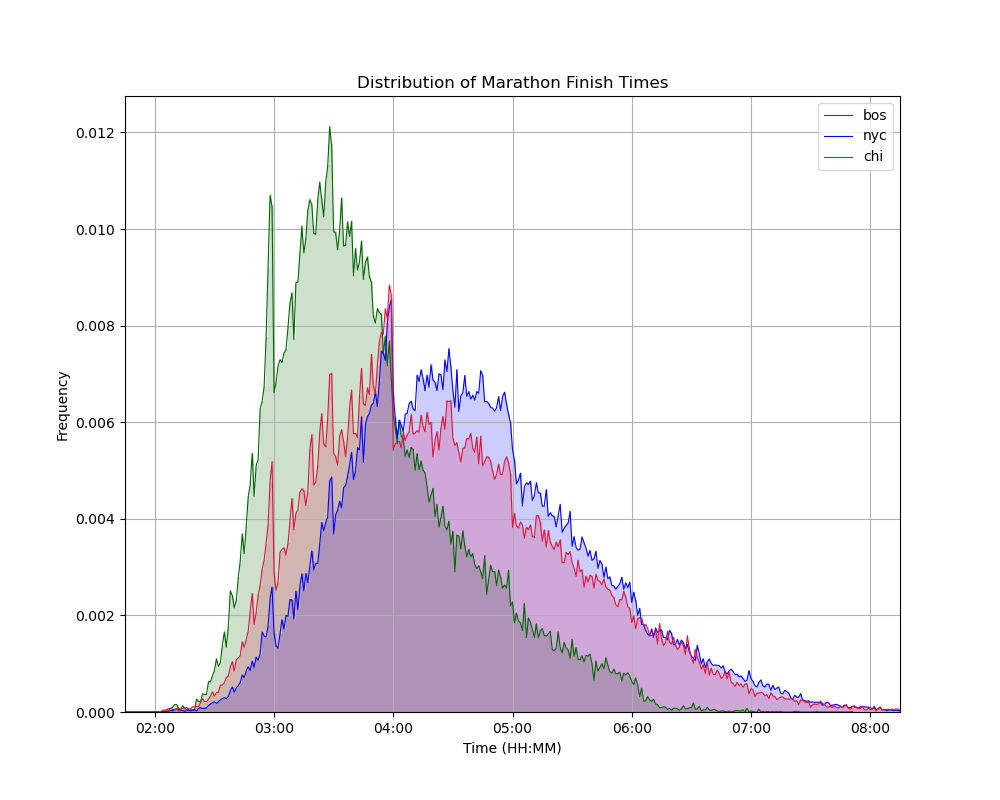 Distribution of Marathon Finish Times
bos
nyc
chi
0.012
0.010
0.008
0.006
0.004
0.002
0.000
Frequency
02:00 03:00 04:00 05:00 06:00 07:00 08:00
Time (HH:MM)